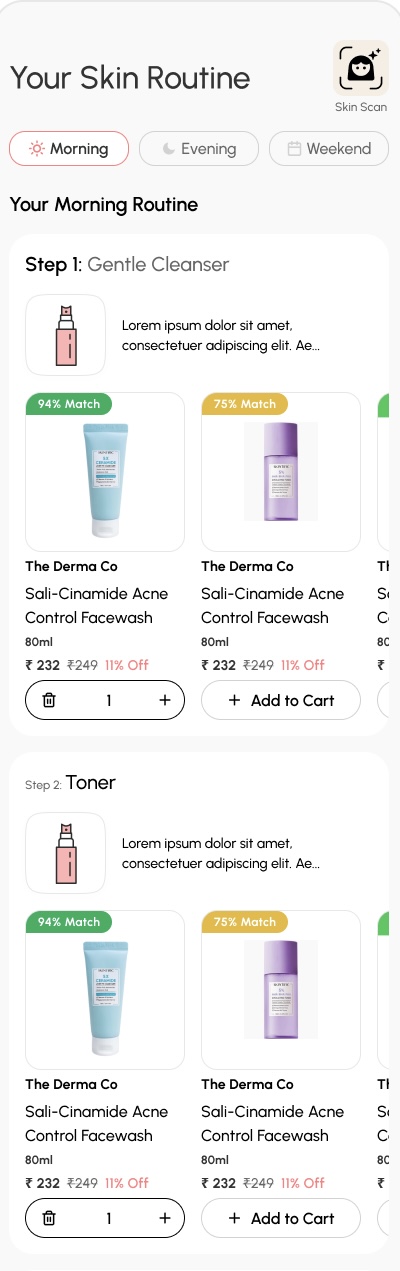 Your Skin Routine
Skin Scan
Morning
Evening
Weekend
Your Morning Routine
Step 1: Gentle Cleanser
Lorem ipsum dolor sit amet,
consectetuer adipiscing elit. Ae...
94% Match
75% Match
The Derma Co
Sali-Cinamide Acne
Control Facewash
80ml
₹ 232 ₹249 11% Off
1
The Derma Co
Sali-Cinamide Acne
Control Facewash
80ml
₹ 232 ₹249 11% Off
+ Add to Cart
Step 2: Toner
Lorem ipsum dolor sit amet,
consectetuer adipiscing elit. Ae...
94% Match
75% Match
The Derma Co
Sali-Cinamide Acne
Control Facewash
80ml
₹ 232 ₹249 11% Off
1
The Derma Co
Sali-Cinamide Acne
Control Facewash
80ml
₹ 232 ₹249 11% Off
+ Add to Cart